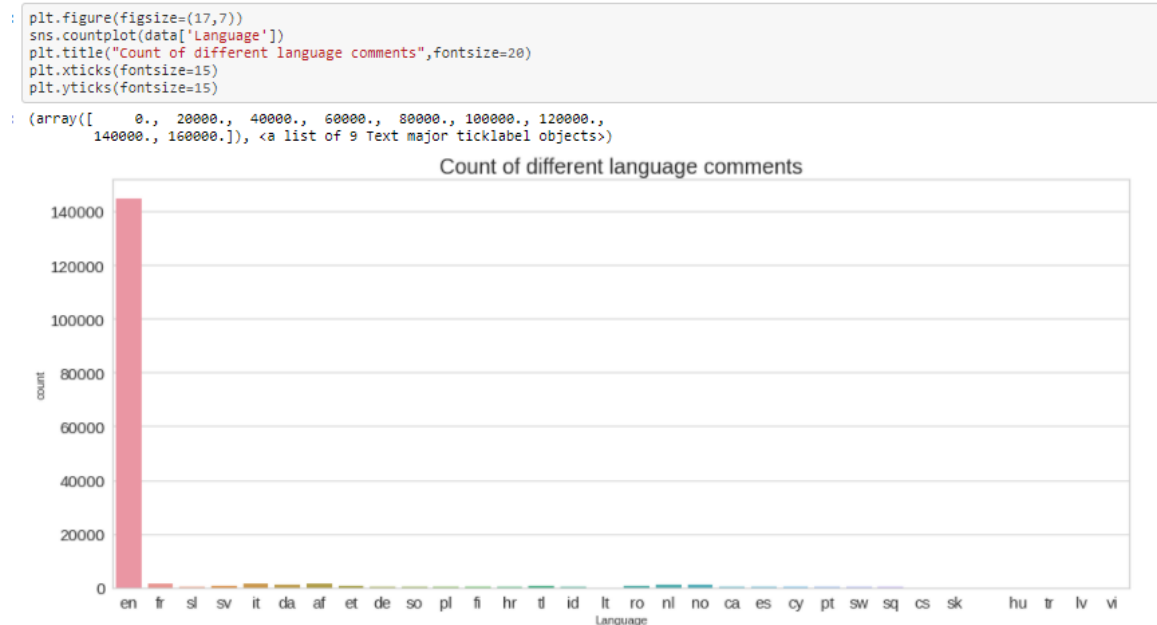 plt.figure(figsize=(17,7))
sns.countplot(data['Language'])
plt.title("Count of different language comments",fontsize=20)
plt.xticks(fontsize=15)
plt.yticks(fontsize=15)
(array([     0.,  20000.,  40000.,  60000.,  80000., 100000., 120000.,
        140000., 160000.]), <a list of 9 Text major ticklabel objects>)
Count of different language comments
140000
120000
100000
80000
60000
40000
20000
0
count
en fr sl sv it da af et de so pl fi hr tl id lt ro nl no ca es cy pt sw sq cs sk hu tr lv vi
Language